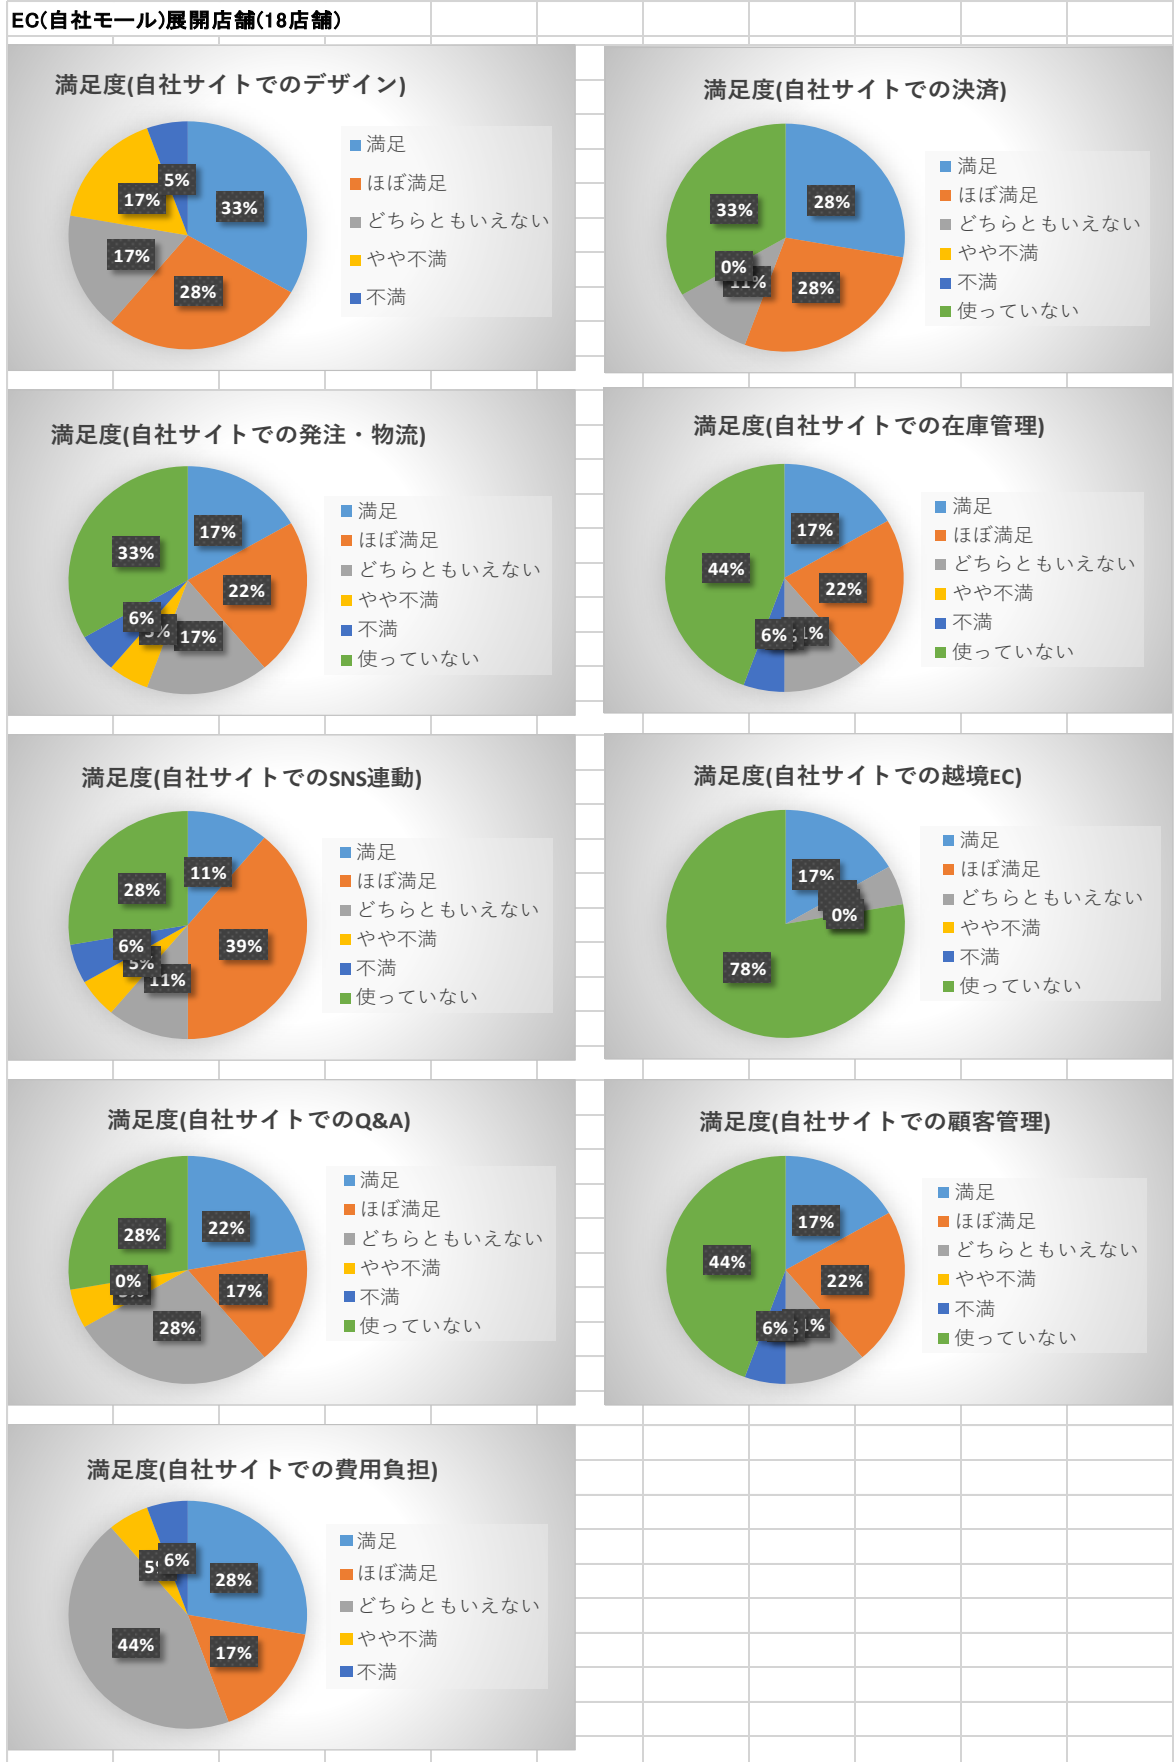 EC(自社モール)展開店舗(18店舗)
満足度(自社サイトでのデザイン)
5%
33%
17%
17%
28%
満足
ほぼ満足
どちらともいえない
やや不満
不満
満足度(自社サイトでの決済)
28%
33%
0%
11%
28%
満足
ほぼ満足
どちらともいえない
やや不満
不満
使っていない
満足度(自社サイトでの発注・物流)
17%
33%
22%
6%
17%
満足
ほぼ満足
どちらともいえない
やや不満
不満
使っていない
満足度(自社サイトでの在庫管理)
17%
44%
22%
6%
満足
ほぼ満足
どちらともいえない
やや不満
不満
使っていない
満足度(自社サイトでのSNS連動)
11%
28%
39%
6%
5%
11%
満足
ほぼ満足
どちらともいえない
やや不満
不満
使っていない
満足度(自社サイトでの越境EC)
17%
0%
78%
満足
ほぼ満足
どちらともいえない
やや不満
不満
使っていない
満足度(自社サイトでのQ&A)
22%
28%
0%
17%
28%
満足
ほぼ満足
どちらともいえない
やや不満
不満
使っていない
満足度(自社サイトでの顧客管理)
17%
44%
22%
6%
満足
ほぼ満足
どちらともいえない
やや不満
不満
使っていない
満足度(自社サイトでの費用負担)
6%
28%
44%
17%
満足
ほぼ満足
どちらともいえない
やや不満
不満